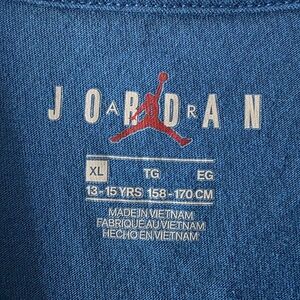 JORDAN
AIR
XL TG EG
13-15 YRS 158-170 CM
MADE IN VIETNAM
FABRIQUÉ AU VIETNAM
HECHO EN VIETNAM